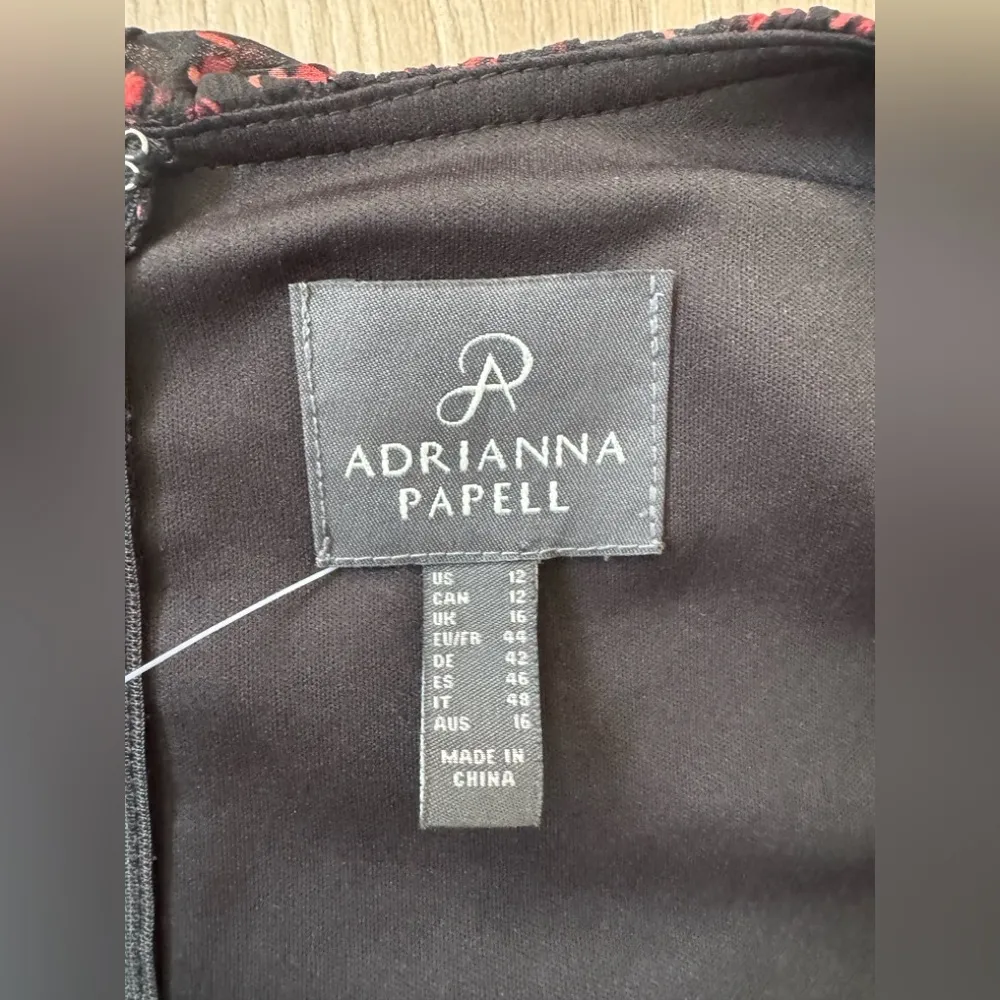 AP
ADRIANNA
PAPELL
US 12
CAN 12
UK 16
EU/FR 44
DE 42
ES 46
IT 48
AUS 16
MADE IN
CHINA